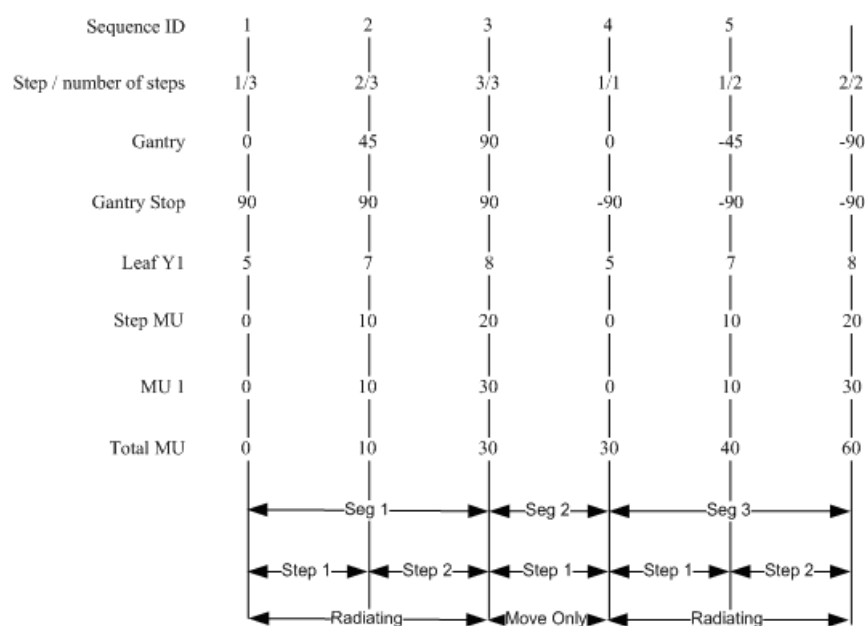 Sequence ID 1 2 3 4 5
Step / number of steps 1/3 2/3 3/3 1/1 1/2 2/2
Gantry 0 45 90 0 -45 -90
Gantry Stop 90 90 90 -90 -90 -90
Leaf Y1 5 7 8 5 7 8
Step MU 0 10 20 0 10 20
MU 1 0 10 30 0 10 30
Total MU 0 10 30 30 40 60
Seg 1 Seg 2 Seg 3
Step 1 Step 2 Step 1 Step 1 Step 2
Radiating Move Only Radiating